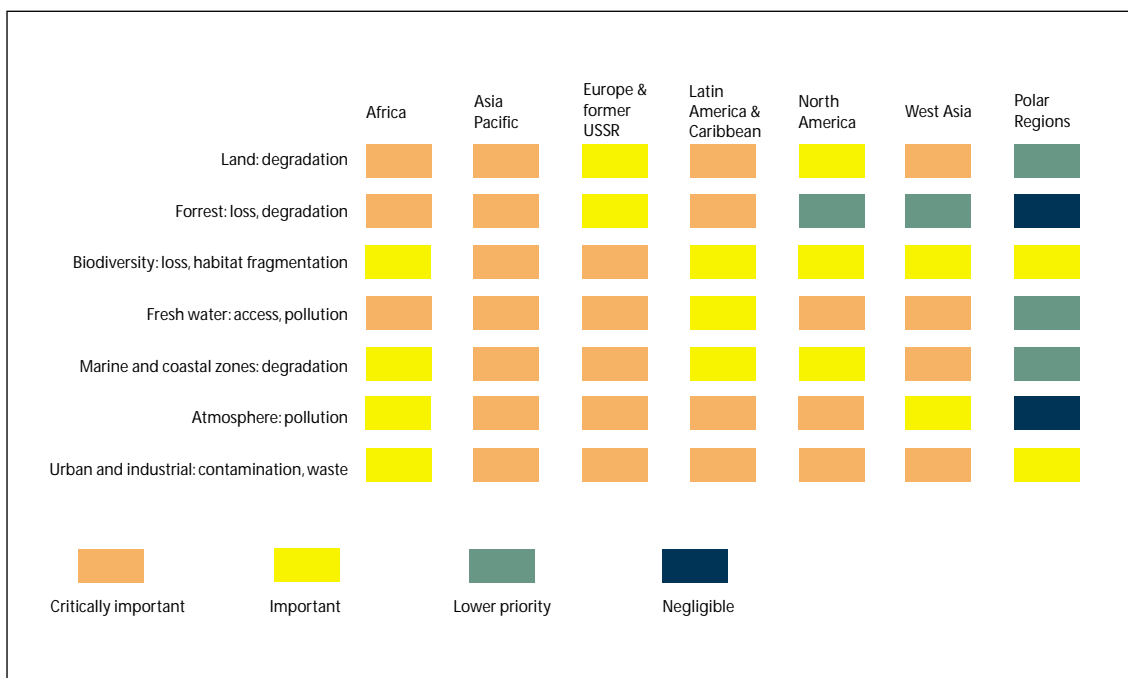 Africa
Asia
Pacific
Europe &
former
USSR
Latin
America &
Caribbean
North
America
West Asia
Polar
Regions
Land: degradation
Forrest: loss, degradation
Biodiversity: loss, habitat fragmentation
Fresh water: access, pollution
Marine and coastal zones: degradation
Atmosphere: pollution
Urban and industrial: contamination, waste
Critically important
Important
Lower priority
Negligible